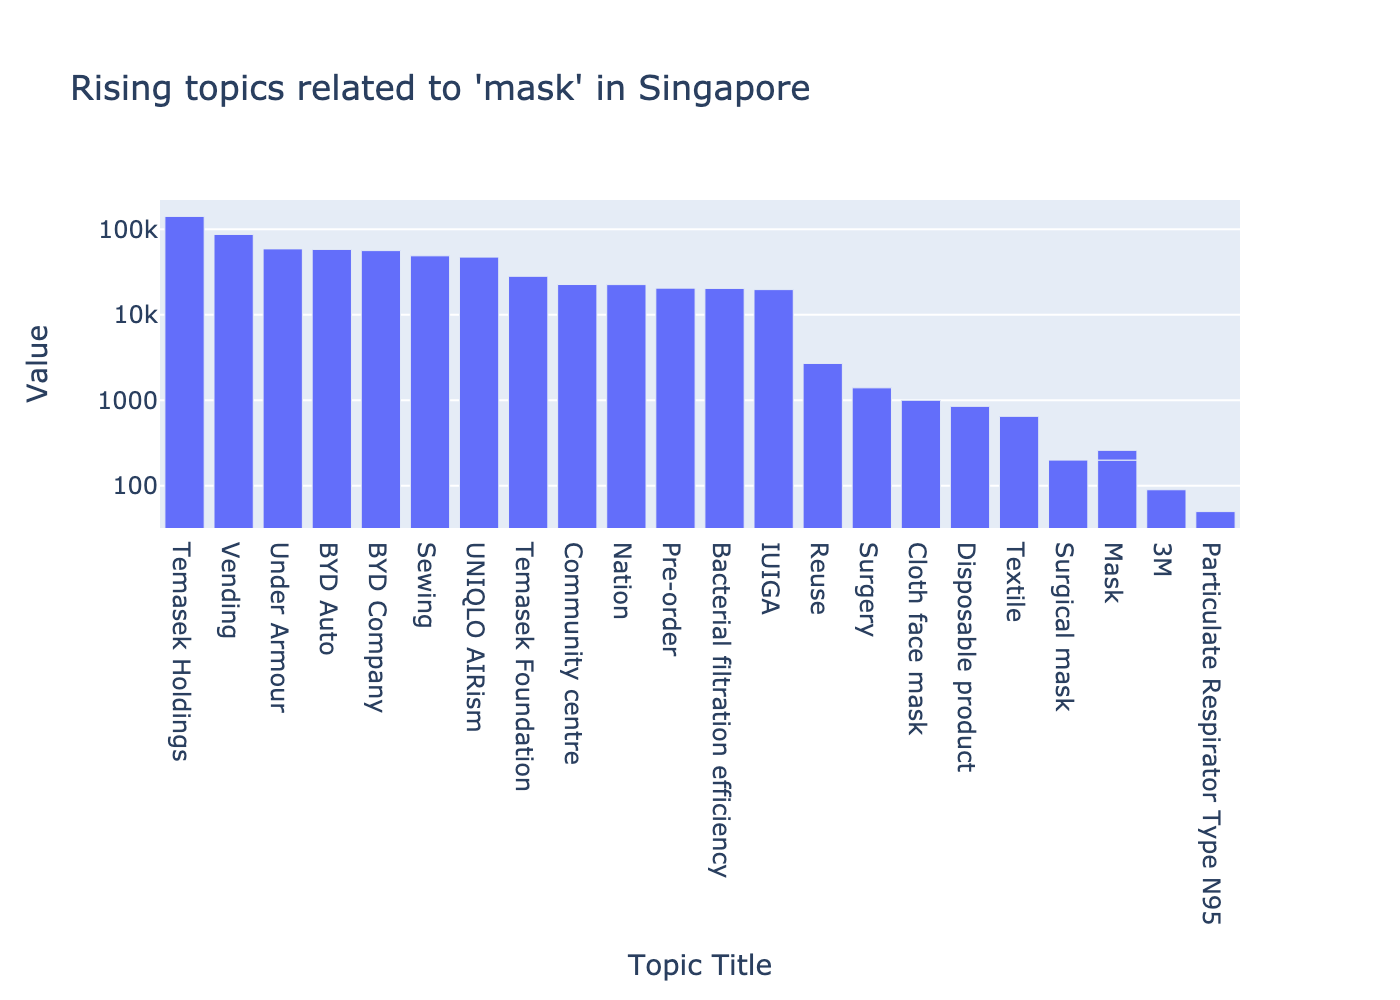 Rising topics related to 'mask' in Singapore
Value
100k
10k
1000
100
Temasek Holdings
Vending
Under Armour
BYD Auto
BYD Company
Sewing
UNIQLO AIRism
Temasek Foundation
Community centre
Nation
Pre-order
Bacterial filtration efficiency
IUIGA
Reuse
Surgery
Cloth face mask
Disposable product
Textile
Surgical mask
Mask
3M
Particulate Respirator Type N95
Topic Title